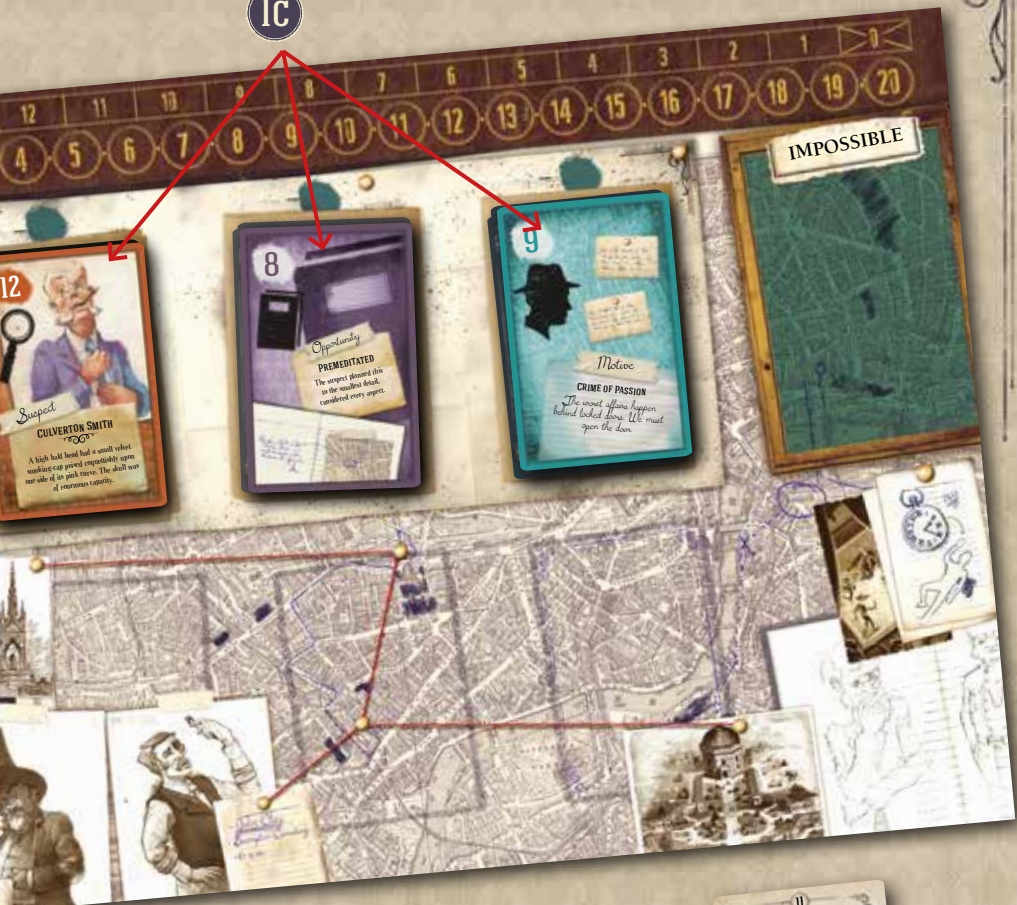 1C
12 11 10 9 8 7 6 5 4 3 2 1 0
4 5 6 7 8 9 10 11 12 13 14 15 16 17 18 19 20
IMPOSSIBLE
12
Suspect
CULVERTON SMITH
A high bald head had a small velvet
smoking-cap poised coquettishly upon
one side of its pink curve. The skull was
of enormous capacity.
8
Opportunity
PREMEDITATED
The suspect planned this
to the smallest detail,
considered every aspect.
9
Motive
CRIME OF PASSION
The worst affairs happen
behind locked doors. We must
open the door.
11